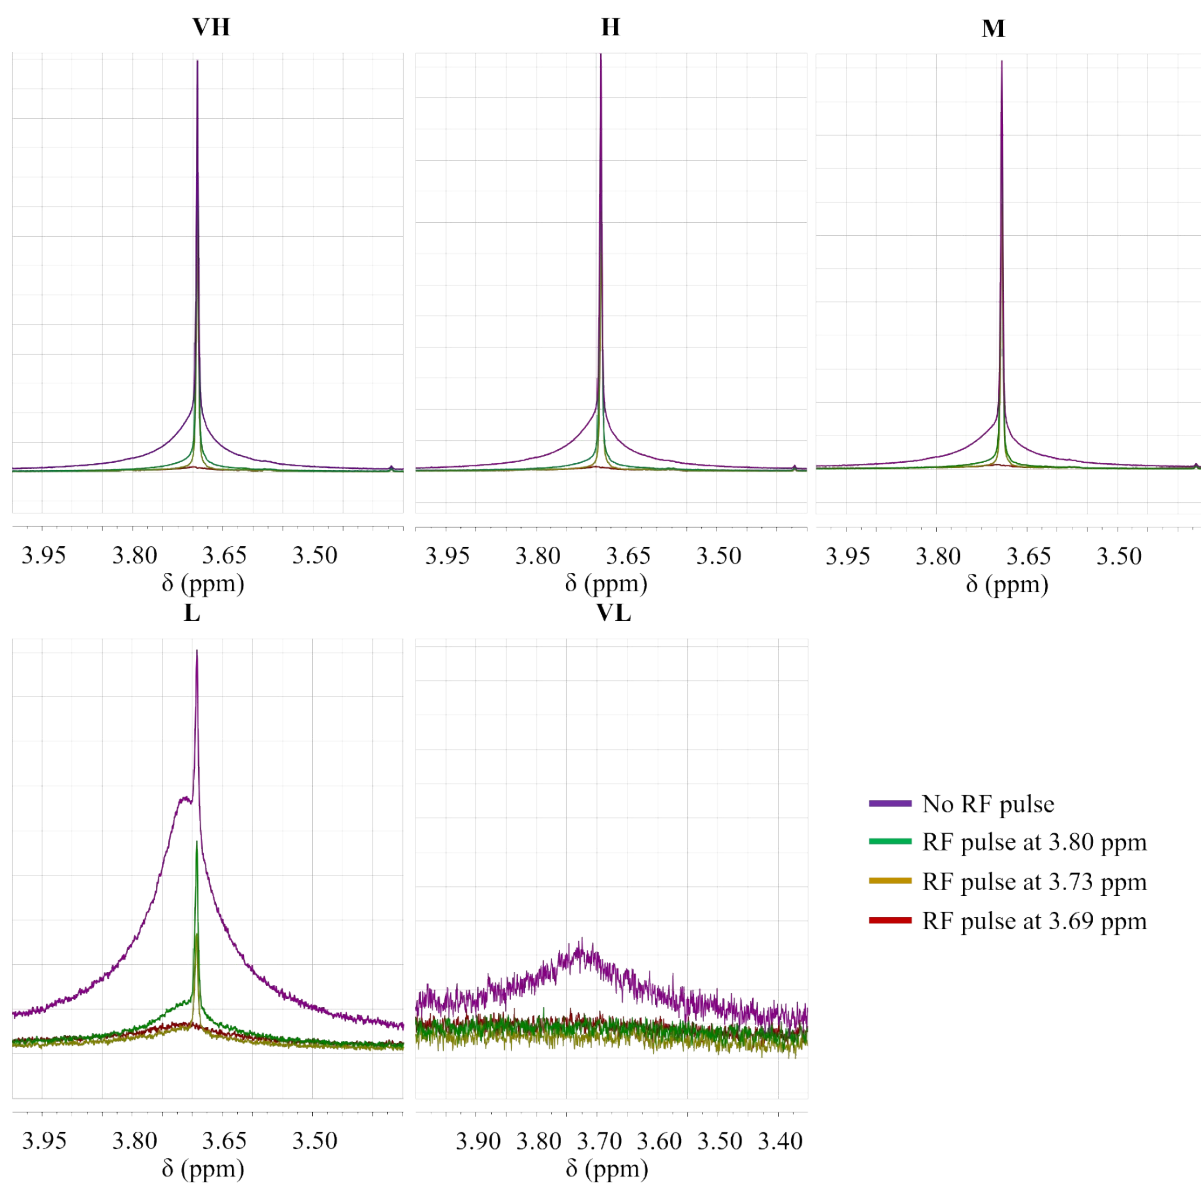 VH H M
3.95 3.80 3.65 3.50 3.95 3.80 3.65 3.50 3.95 3.80 3.65 3.50
δ (ppm) δ (ppm) δ (ppm)
L VL
No RF pulse
RF pulse at 3.80 ppm
RF pulse at 3.73 ppm
RF pulse at 3.69 ppm
3.95 3.80 3.65 3.50 3.90 3.80 3.70 3.60 3.50 3.40
δ (ppm) δ (ppm)